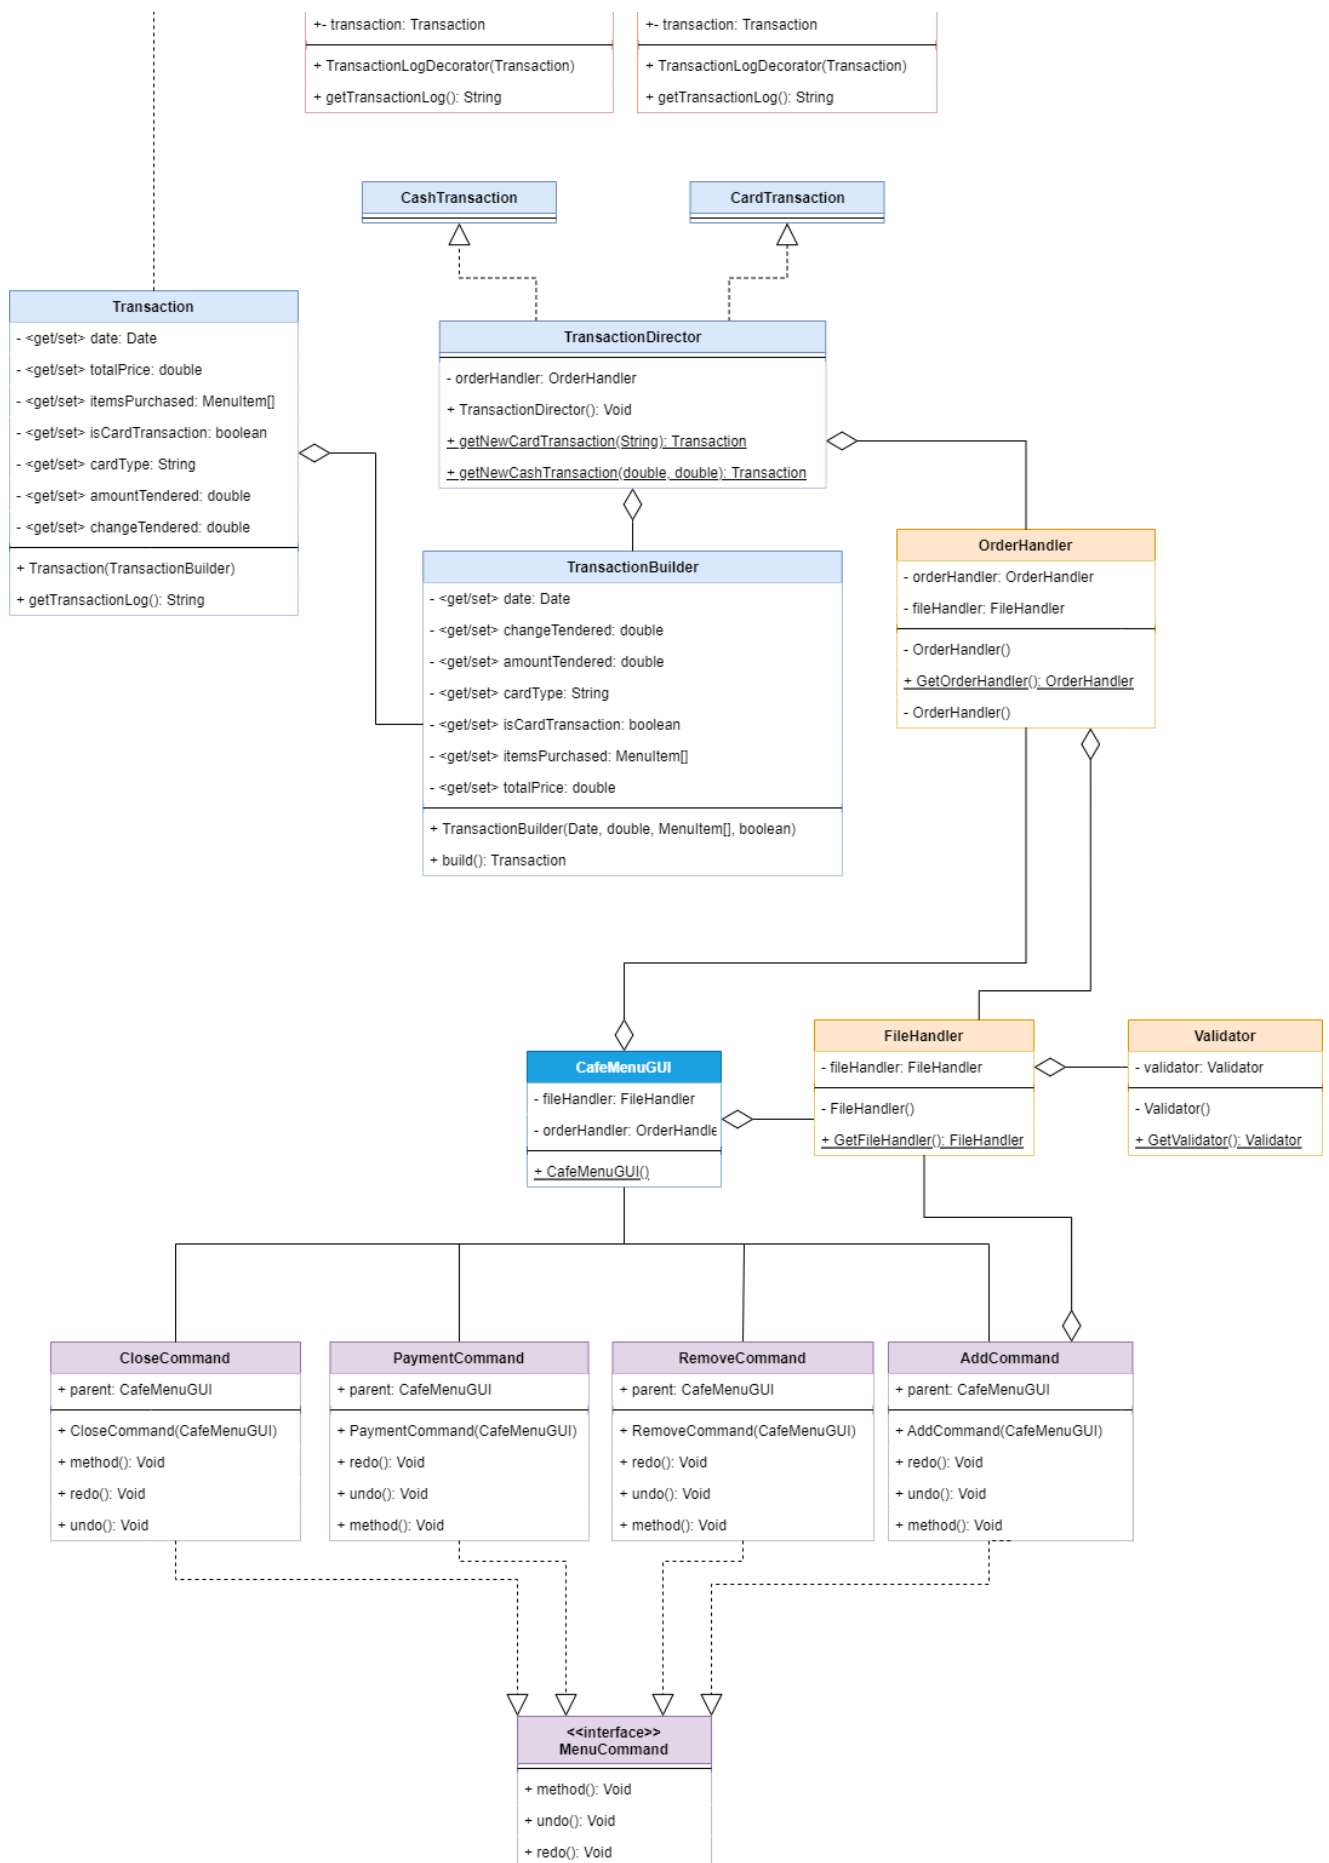 +- transaction: Transaction
+ TransactionLogDecorator(Transaction)
+ getTransactionLog(): String
+- transaction: Transaction
+ TransactionLogDecorator(Transaction)
+ getTransactionLog(): String
CashTransaction
CardTransaction
Transaction
- <get/set> date: Date
- <get/set> totalPrice: double
- <get/set> itemsPurchased: MenuItem[]
- <get/set> isCardTransaction: boolean
- <get/set> cardType: String
- <get/set> amountTendered: double
- <get/set> changeTendered: double
+ Transaction(TransactionBuilder)
+ getTransactionLog(): String
TransactionDirector
- orderHandler: OrderHandler
+ TransactionDirector(): Void
+ getNewCardTransaction(String): Transaction
+ getNewCashTransaction(double, double): Transaction
TransactionBuilder
- <get/set> date: Date
- <get/set> changeTendered: double
- <get/set> amountTendered: double
- <get/set> cardType: String
- <get/set> isCardTransaction: boolean
- <get/set> itemsPurchased: MenuItem[]
- <get/set> totalPrice: double
+ TransactionBuilder(Date, double, MenuItem[], boolean)
+ build(): Transaction
OrderHandler
- orderHandler: OrderHandler
- fileHandler: FileHandler
- OrderHandler()
+ GetOrderHandler(): OrderHandler
- OrderHandler()
CafeMenuGUI
- fileHandler: FileHandler
- orderHandler: OrderHandle
+ CafeMenuGUI()
FileHandler
- fileHandler: FileHandler
- FileHandler()
+ GetFileHandler(): FileHandler
Validator
- validator: Validator
- Validator()
+ GetValidator(): Validator
CloseCommand
+ parent: CafeMenuGUI
+ CloseCommand(CafeMenuGUI)
+ method(): Void
+ redo(): Void
+ undo(): Void
PaymentCommand
+ parent: CafeMenuGUI
+ PaymentCommand(CafeMenuGUI)
+ redo(): Void
+ undo(): Void
+ method(): Void
RemoveCommand
+ parent: CafeMenuGUI
+ RemoveCommand(CafeMenuGUI)
+ redo(): Void
+ undo(): Void
+ method(): Void
AddCommand
+ parent: CafeMenuGUI
+ AddCommand(CafeMenuGUI)
+ redo(): Void
+ undo(): Void
+ method(): Void
<<interface>>
MenuCommand
+ method(): Void
+ undo(): Void
+ redo(): Void